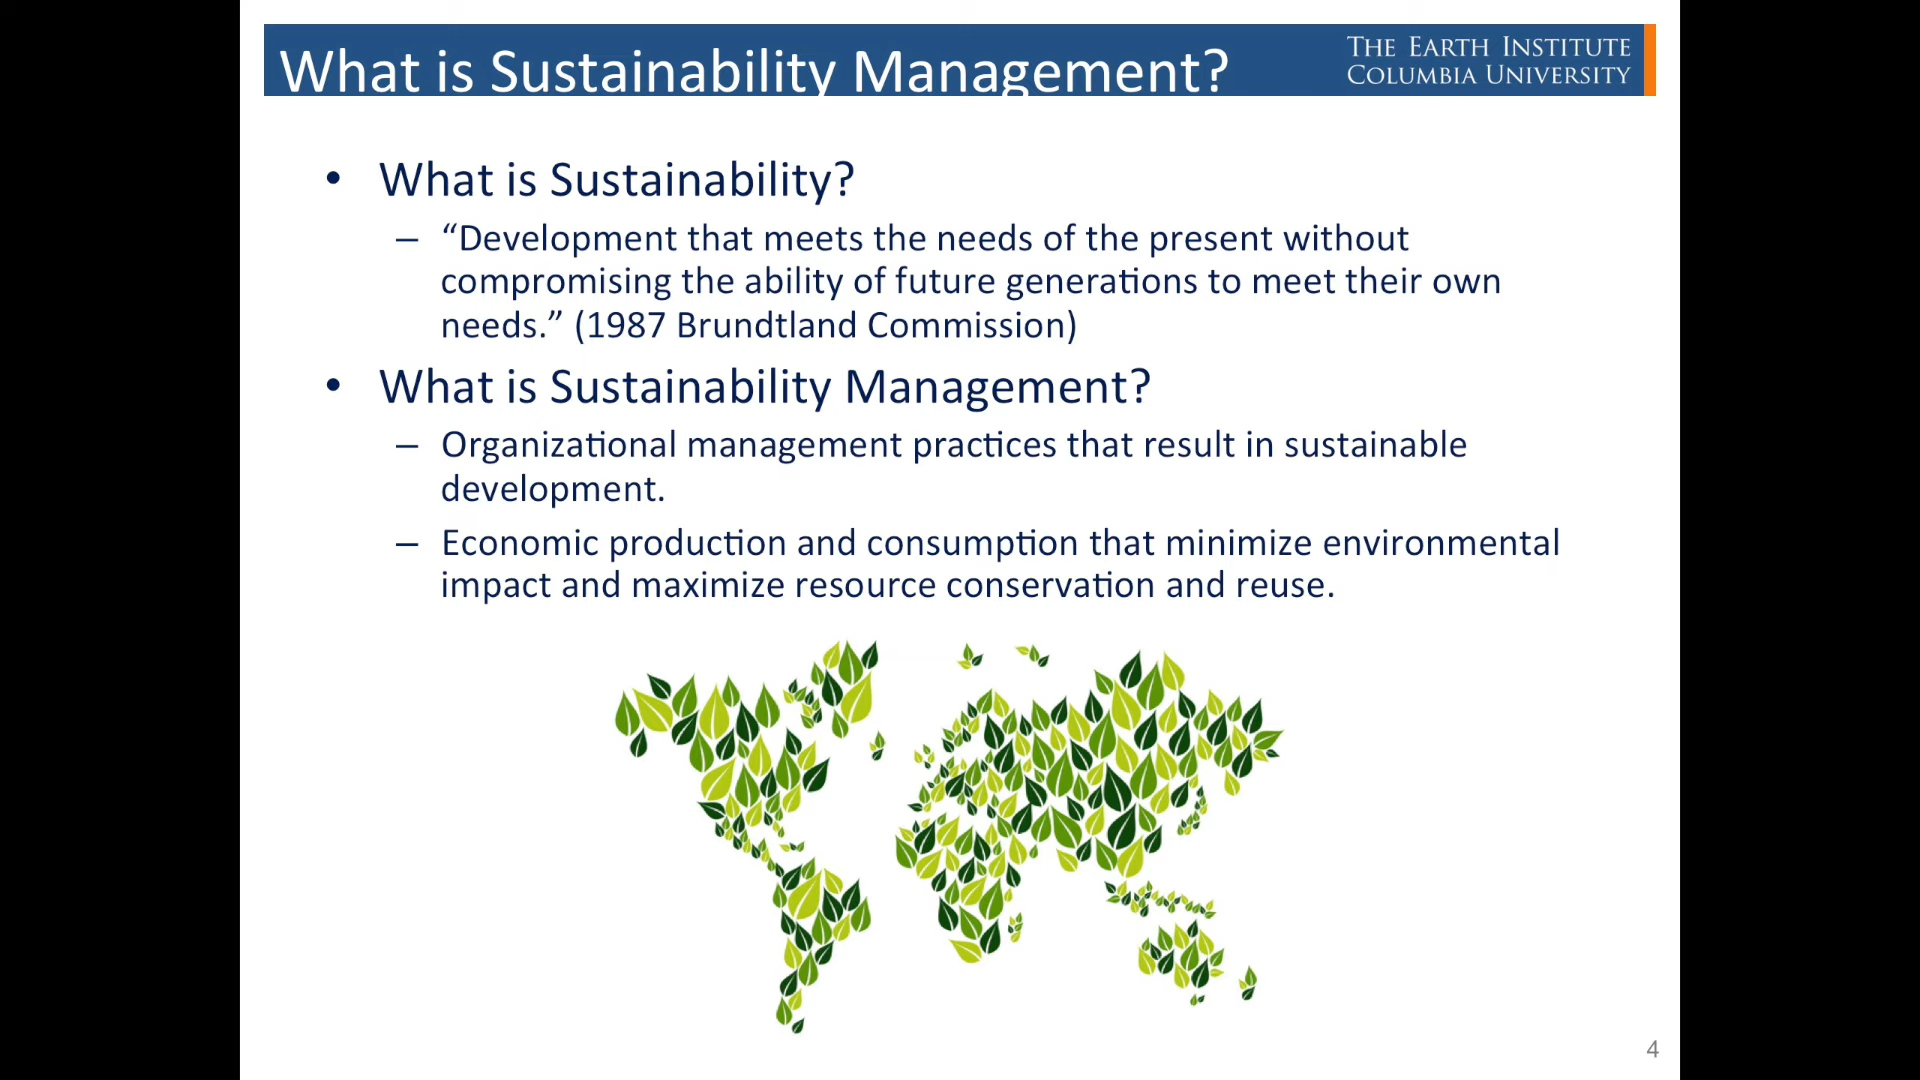 What is Sustainability Management?
THE EARTH INSTITUTE
COLUMBIA UNIVERSITY
• What is Sustainability?
– “Development that meets the needs of the present without
compromising the ability of future generations to meet their own
needs.” (1987 Brundtland Commission)
• What is Sustainability Management?
– Organizational management practices that result in sustainable
development.
– Economic production and consumption that minimize environmental
impact and maximize resource conservation and reuse.
4